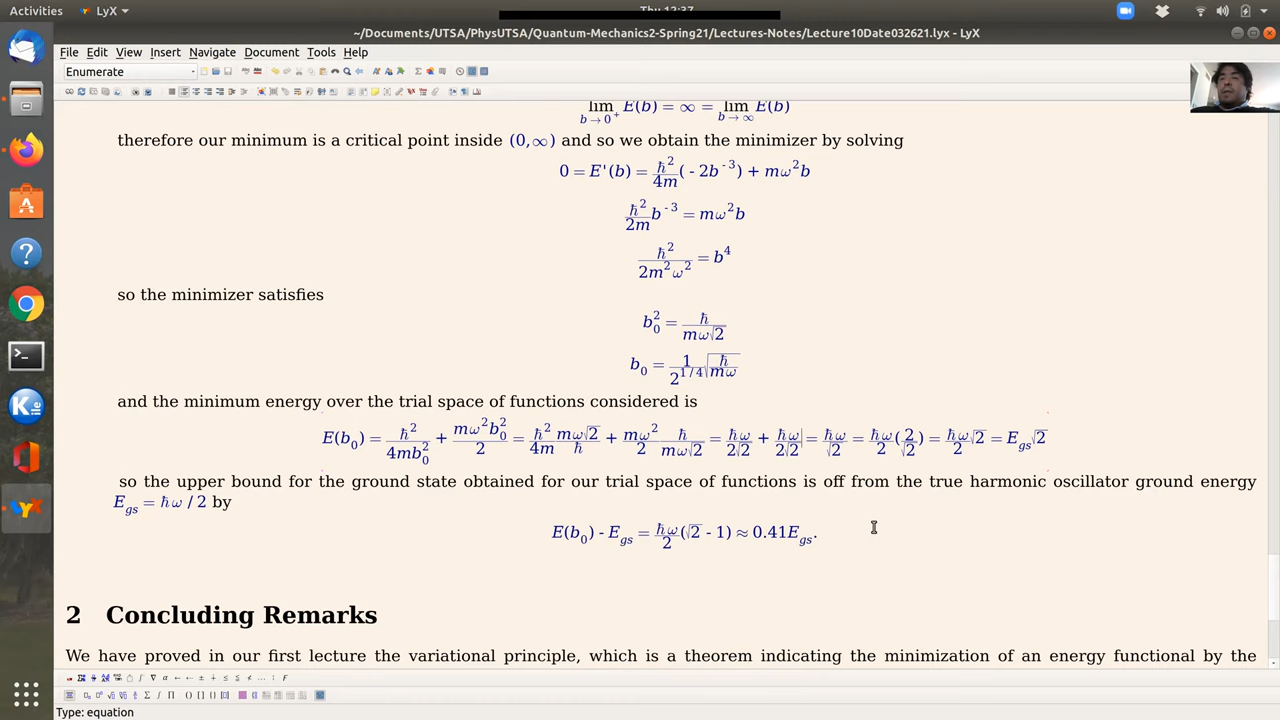 Activities LyX Thu 12:37
~/Documents/UTSA/PhysUTSA/Quantum-Mechanics2-Spring21/Lectures-Notes/Lecture10Date032621.lyx - LyX
File Edit View Insert Navigate Document Tools Help
Enumerate
lim_{b→0^+} E(b) = ∞ = lim_{b→∞} E(b)
therefore our minimum is a critical point inside (0,∞) and so we obtain the minimizer by solving
0 = E'(b) = ħ²/4m (-2b⁻³) + mω²b
ħ²/2m b⁻³ = mω²b
ħ²/2m²ω² = b⁴
so the minimizer satisfies
b₀² = ħ/mω√2
b₀ = 1/2^{1/4} √(ħ/mω)
and the minimum energy over the trial space of functions considered is
E(b₀) = ħ²/4mb₀² + mω²b₀²/2 = ħ²/4m mω√2/ħ + mω²/2 ħ/mω√2 = ħω/2√2 + ħω/2√2 = ħω/√2 = ħω/2 (2/√2) = ħω/2 √2 = E_gs√2
so the upper bound for the ground state obtained for our trial space of functions is off from the true harmonic oscillator ground energy
E_gs = ħω/2 by
E(b₀) - E_gs = ħω/2 (√2 - 1) ≈ 0.41E_gs.
2 Concluding Remarks
We have proved in our first lecture the variational principle, which is a theorem indicating the minimization of an energy functional by the
Type: equation